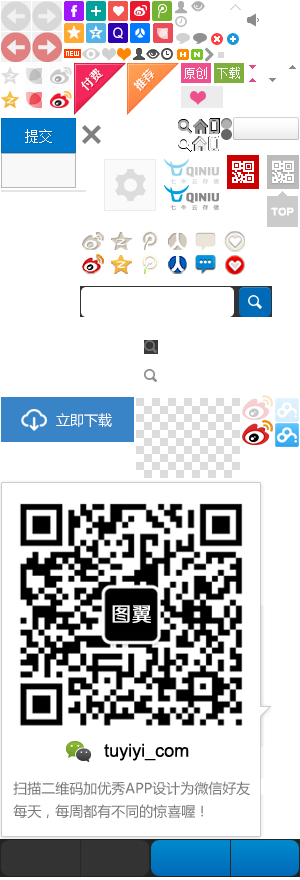 NEW
H
N
付费
推荐
原创
下载
提交
QINIU
七牛云存储
QINIU
七牛云存储
TOP
立即下载
图翼
tuyiyi_com
扫描二维码加优秀APP设计为微信好友
每天，每周都有不同的惊喜喔！